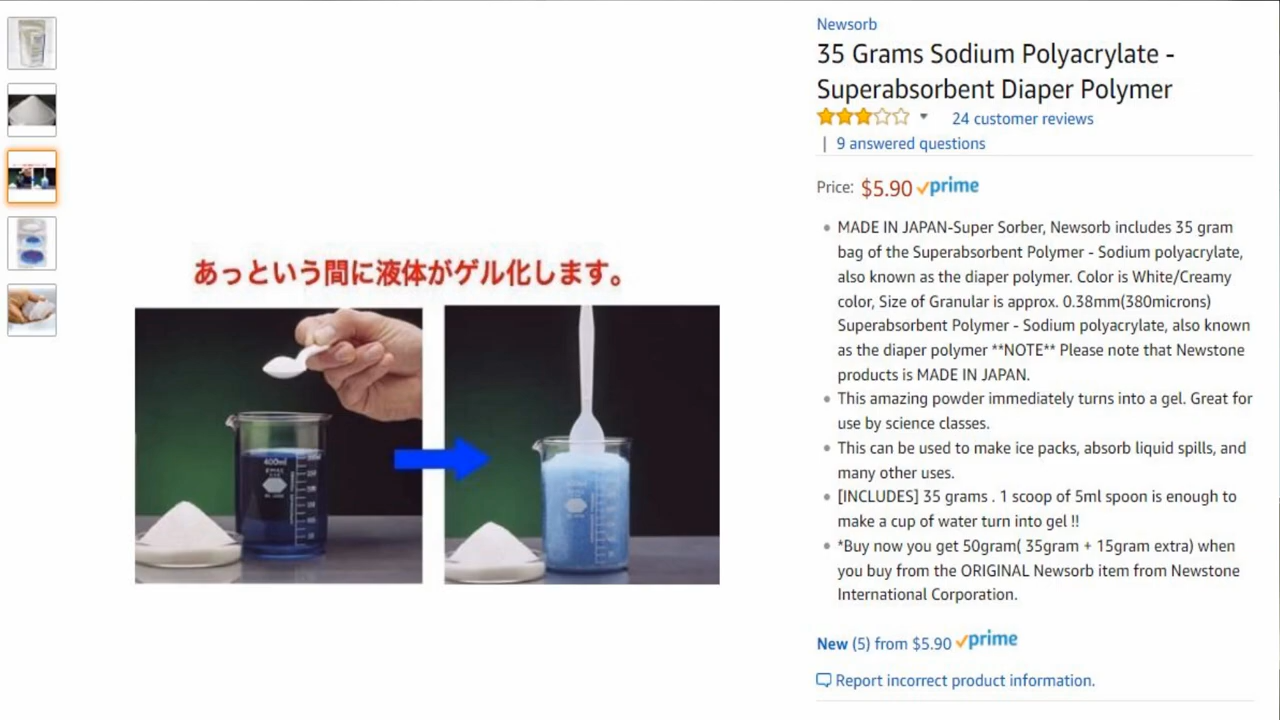 Newsorb
35 Grams Sodium Polyacrylate -
Superabsorbent Diaper Polymer
24 customer reviews
| 9 answered questions
Price: $5.90 prime
MADE IN JAPAN-Super Sorber, Newsorb includes 35 gram
bag of the Superabsorbent Polymer - Sodium polyacrylate,
also known as the diaper polymer. Color is White/Creamy
color, Size of Granular is approx. 0.38mm(380microns)
Superabsorbent Polymer - Sodium polyacrylate, also known
as the diaper polymer **NOTE** Please note that Newstone
products is MADE IN JAPAN.
This amazing powder immediately turns into a gel. Great for
use by science classes.
This can be used to make ice packs, absorb liquid spills, and
many other uses.
[INCLUDES] 35 grams . 1 scoop of 5ml spoon is enough to
make a cup of water turn into gel !!
*Buy now you get 50gram( 35gram + 15gram extra) when
you buy from the ORIGINAL Newsorb item from Newstone
International Corporation.
New (5) from $5.90 prime
Report incorrect product information.
あっという間に液体がゲル化します。
400ml